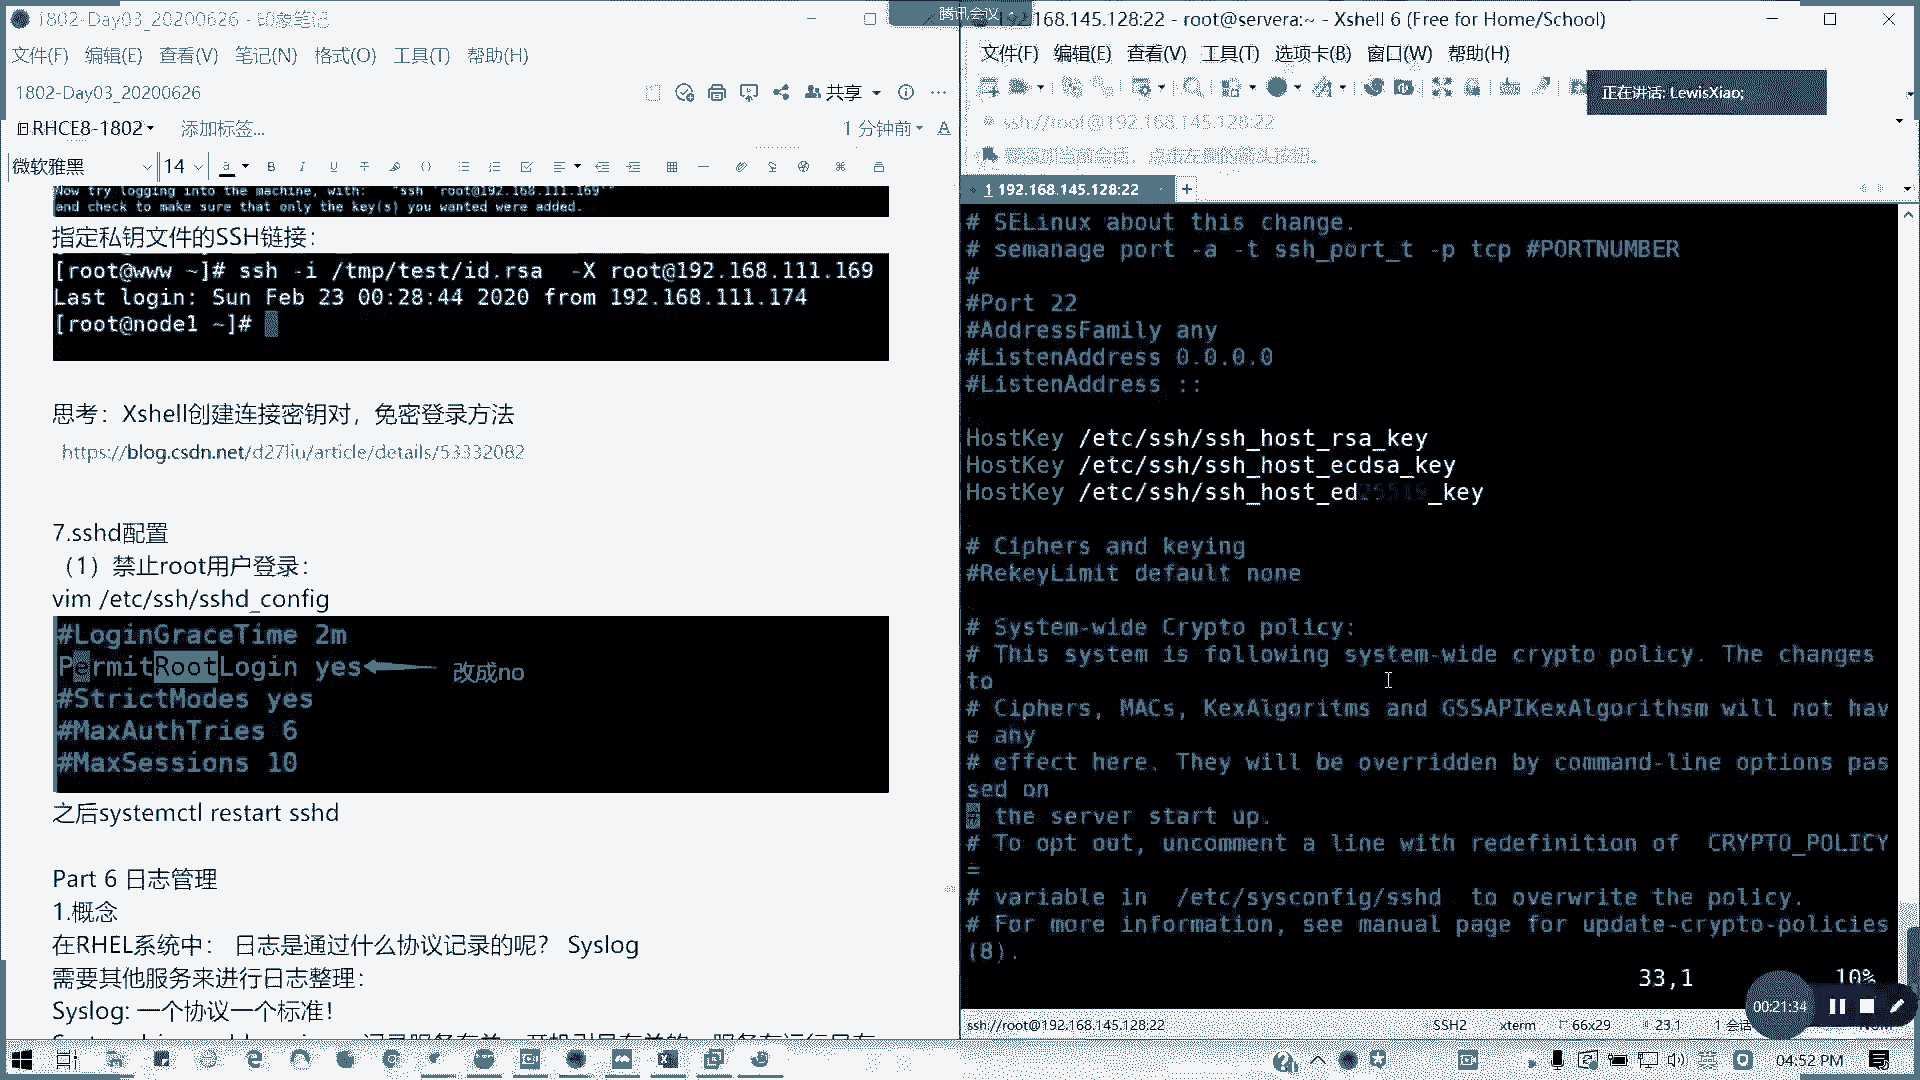 1802-Day03_20200626 - 印象笔记
文件(F) 编辑(E) 查看(V) 笔记(N) 格式(O) 工具(T) 帮助(H)
1802-Day03_20200626
共享
RHCE8-1802
添加标签...
1 分钟前
微软雅黑
14
Now try logging into the machine, with: "ssh 'root@192.168.111.169'"
and check to make sure that only the key(s) you wanted were added.
指定私钥文件的SSH链接：
[root@www ~]# ssh -i /tmp/test/id.rsa -X root@192.168.111.169
Last login: Sun Feb 23 00:28:44 2020 from 192.168.111.174
[root@node1 ~]#
思考：Xshell创建连接密钥对，免密登录方法
https://blog.csdn.net/d27liu/article/details/53332082
7.sshd配置
（1）禁止root用户登录：
vim /etc/ssh/sshd_config
#LoginGraceTime 2m
PermitRootLogin yes
改成no
#StrictModes yes
#MaxAuthTries 6
#MaxSessions 10
之后systemctl restart sshd
Part 6 日志管理
1.概念
在RHEL系统中： 日志是通过什么协议记录的呢？ Syslog
需要其他服务来进行日志整理：
Syslog: 一个协议一个标准！
腾讯会议
192.168.145.128:22 - root@servera:~ - Xshell 6 (Free for Home/School)
文件(F) 编辑(E) 查看(V) 工具(T) 选项卡(B) 窗口(W) 帮助(H)
正在讲话: LewisXiao;
ssh://root@192.168.145.128:22
要添加当前会话，点击左侧的箭头按钮。
1 192.168.145.128:22
# SELinux about this change.
# semanage port -a -t ssh_port_t -p tcp #PORTNUMBER
#
#Port 22
#AddressFamily any
#ListenAddress 0.0.0.0
#ListenAddress ::
HostKey /etc/ssh/ssh_host_rsa_key
HostKey /etc/ssh/ssh_host_ecdsa_key
HostKey /etc/ssh/ssh_host_ed25519_key
# Ciphers and keying
#RekeyLimit default none
# System-wide Crypto policy:
# This system is following system-wide crypto policy. The changes
to
# Ciphers, MACs, KexAlgoritms and GSSAPIKexAlgorithsm will not hav
e any
# effect here. They will be overridden by command-line options pas
sed on
# the server start up.
# To opt out, uncomment a line with redefinition of CRYPTO_POLICY
=
# variable in /etc/sysconfig/sshd to overwrite the policy.
# For more information, see manual page for update-crypto-policies
(8).
33,1
10%
00:21:34
ssh://root@192.168.145.128:22
SSH2
xterm
66x29
23,1
1 会话
英
04:52 PM